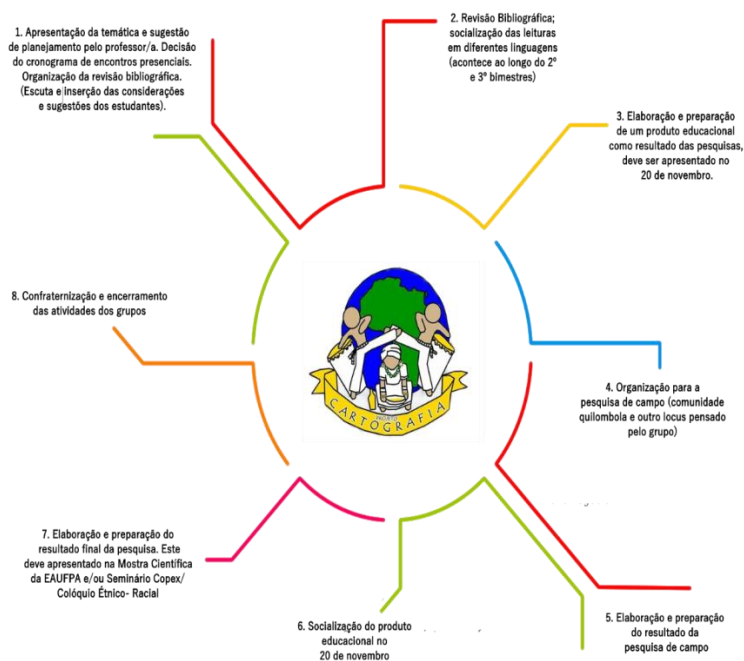 1. Apresentação da temática e sugestão
de planejamento pelo professor/a. Decisão
do cronograma de encontros presenciais.
Organização da revisão bibliográfica.
(Escuta e inserção das considerações
e sugestões dos estudantes).
2. Revisão Bibliográfica;
socialização das leituras
em diferentes linguagens
(acontece ao longo do 2º
e 3º bimestres)
3. Elaboração e preparação
de um produto educacional
como resultado das pesquisas,
deve ser apresentado no
20 de novembro.
8. Confraternização e encerramento
das atividades dos grupos
PROJETO
CARTOGRAFIA
4. Organização para a
pesquisa de campo (comunidade
quilombola e outro locus pensado
pelo grupo)
7. Elaboração e preparação do
resultado final da pesquisa. Este
deve apresentado na Mostra Científica
da EAUFPA e/ou Seminário Copex/
Colóquio Étnico- Racial
6. Socialização do produto
educacional no
20 de novembro
5. Elaboração e preparação
do resultado da
pesquisa de campo